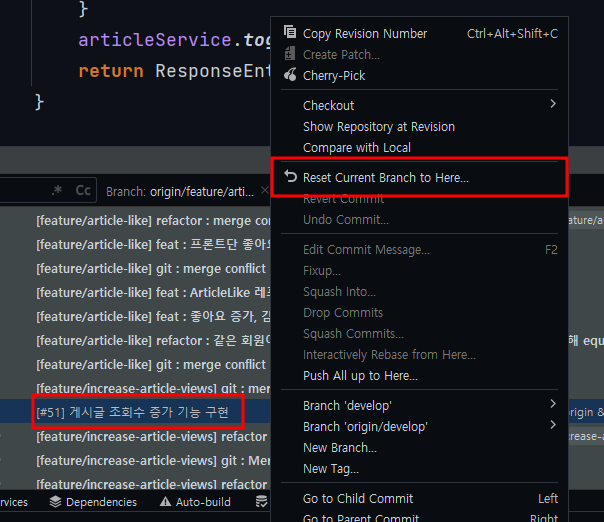 }
articleService.tog
return ResponseEnt
}
Copy Revision Number Ctrl+Alt+Shift+C
Create Patch...
Cherry-Pick
Checkout
Show Repository at Revision
Compare with Local
Reset Current Branch to Here...
Revert Commit
Undo Commit...
Edit Commit Message... F2
Fixup...
Squash Into...
Drop Commits
Squash Commits...
Interactively Rebase from Here...
Push All up to Here...
Branch 'develop'
Branch 'origin/develop'
New Branch...
New Tag...
Go to Child Commit Left
Go to Parent Commit Right
.* Cc Branch: origin/feature/arti...
[feature/article-like] refactor : merge con
[feature/article-like] feat : 프론트단 좋아요
[feature/article-like] git : merge conflict
[feature/article-like] feat : ArticleLike 레
[feature/article-like] feat : 좋아요 증가,
[feature/article-like] refactor : 같은 회원이 해 equ
[feature/article-like] git : merge conflict
[feature/increase-article-views] git : mer
[#51] 게시글 조회수 증가 기능 구현 origin &
[feature/increase-article-views] refactor crease-a
[feature/increase-article-views] git : Mer
[feature/increase-article-views] refactor
rvices Dependencies Auto-build